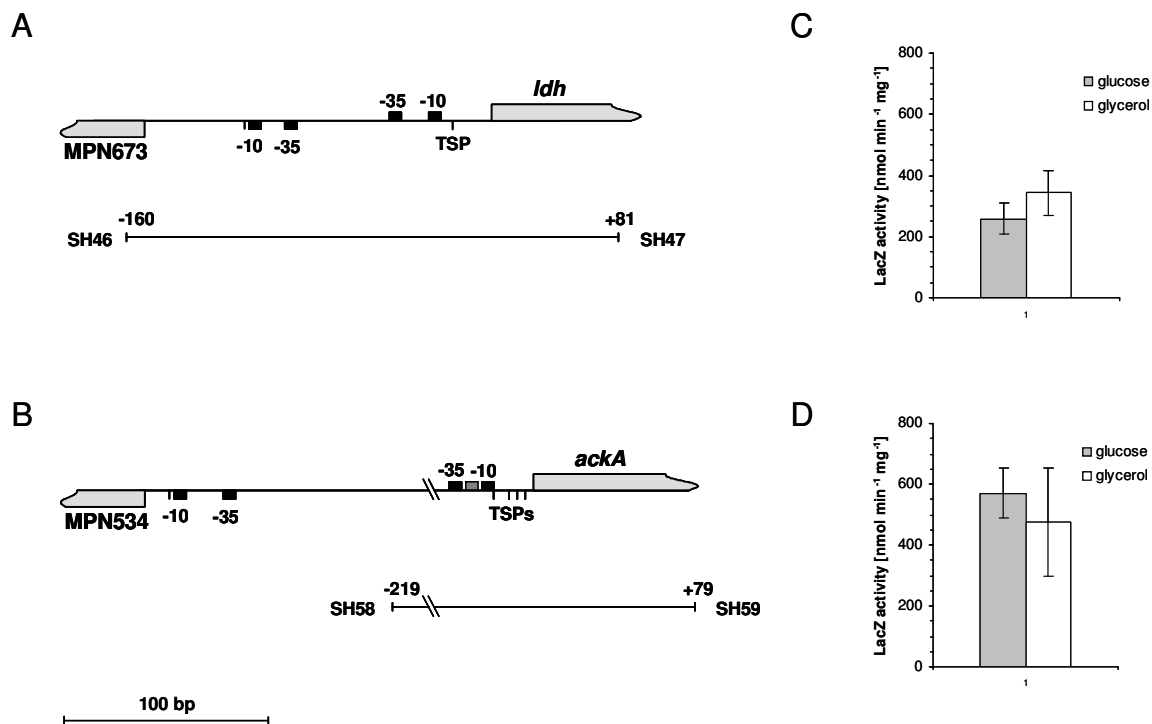 A
ldh
-35 -10
MPN673
-10 -35
TSP
-160 +81
SH46 SH47
B
ackA
-35 -10
MPN534
-10 -35
TSPs
-219 +79
SH58 SH59
100 bp
C
800
600
400
200
0
LacZ activity [nmol min⁻¹ mg⁻¹]
glucose
glycerol
1
D
800
600
400
200
0
LacZ activity [nmol min⁻¹ mg⁻¹]
glucose
glycerol
1